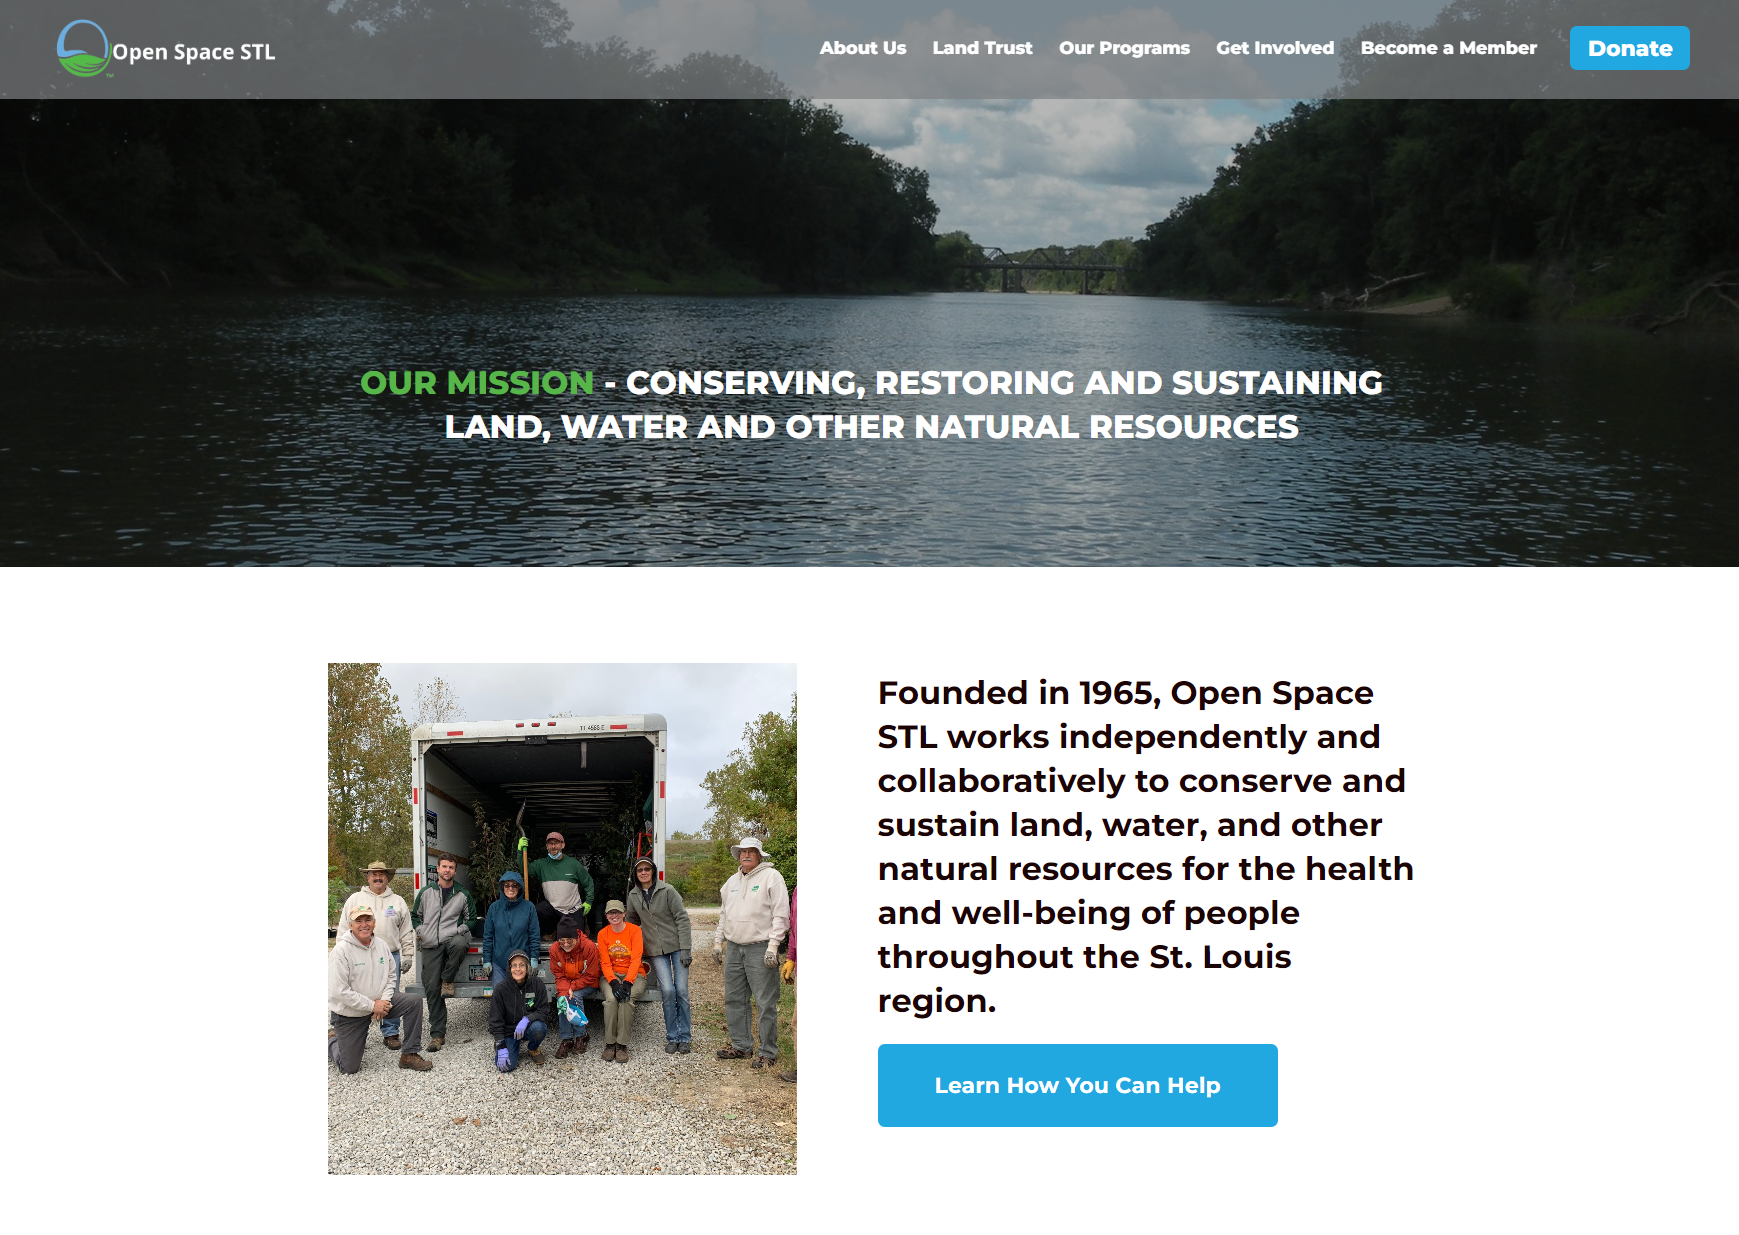 Open Space STL
About Us Land Trust Our Programs Get Involved Become a Member Donate
OUR MISSION - CONSERVING, RESTORING AND SUSTAINING
LAND, WATER AND OTHER NATURAL RESOURCES
Founded in 1965, Open Space
STL works independently and
collaboratively to conserve and
sustain land, water, and other
natural resources for the health
and well-being of people
throughout the St. Louis
region.
Learn How You Can Help